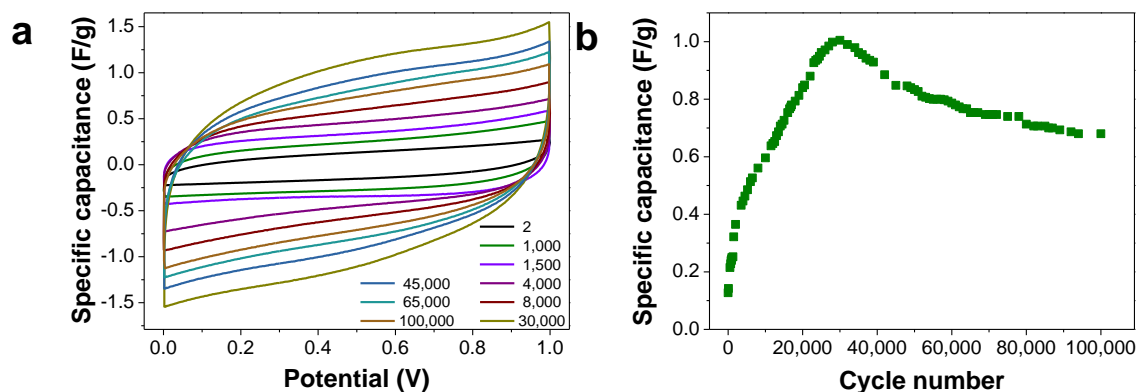 a
Specific capacitance (F/g)
1.5
1.0
0.5
0.0
-0.5
-1.0
-1.5
0.0 0.2 0.4 0.6 0.8 1.0
Potential (V)
2
1,000
1,500
4,000
8,000
30,000
45,000
65,000
100,000
b
Specific capacitance (F/g)
1.0
0.8
0.6
0.4
0.2
0.0
0 20,000 40,000 60,000 80,000 100,000
Cycle number